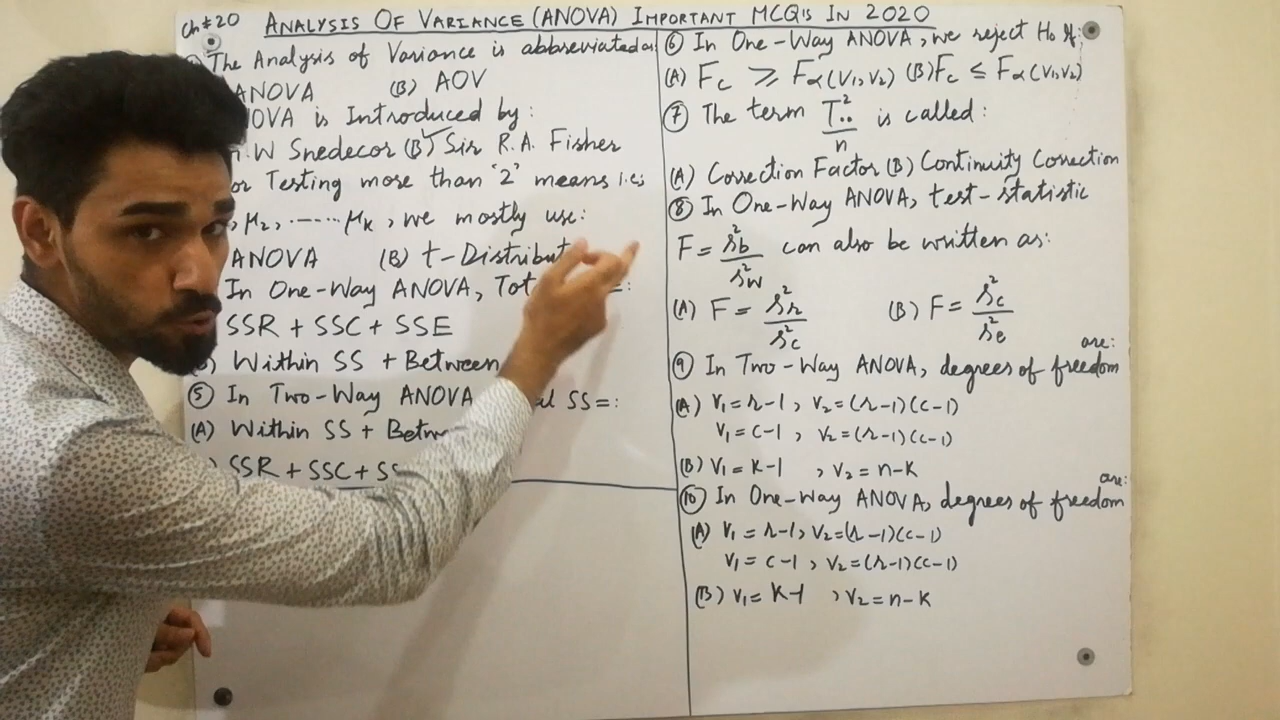 Ch # 20 ANALYSIS OF VARIANCE (ANOVA) IMPORTANT MCQ'S IN 2020
The Analysis of Variance is abbreviated as
ANOVA (B) AOV
NOVA is Introduced by:
.W Snedecor (B) ✓ Sir R.A. Fisher
or Testing more than '2' means i.e;
, μ₂, ------ μₖ, we mostly use:
ANOVA (B) t-Distribut
In One-Way ANOVA, Tot =:
SSR + SSC + SSE
) Within SS + Between
⑤ In Two-Way ANOVA SS=:
(A) Within SS + Betw
) SSR + SSC + SS
⑥ In One-Way ANOVA, we reject H₀ if:
(A) F_c ≥ F_α(V₁,V₂) (B) F_c ≤ F_α(V₁,V₂)
⑦ The term T..²/n is called:
(A) Correction Factor (B) Continuity Correction
⑧ In One-Way ANOVA, test-statistic
F = s²b/s²w can also be written as:
(A) F = s²r/s²c (B) F = s²c/s²e
⑨ In Two-Way ANOVA, degrees of freedom are:
(A) V₁=r-1, V₂=(r-1)(c-1)
V₁=c-1, V₂=(r-1)(c-1)
(B) V₁=K-1, V₂=n-K
⑩ In One-Way ANOVA, degrees of freedom are:
(A) V₁=r-1, V₂=(r-1)(c-1)
V₁=c-1, V₂=(r-1)(c-1)
(B) V₁=K-1, V₂=n-K